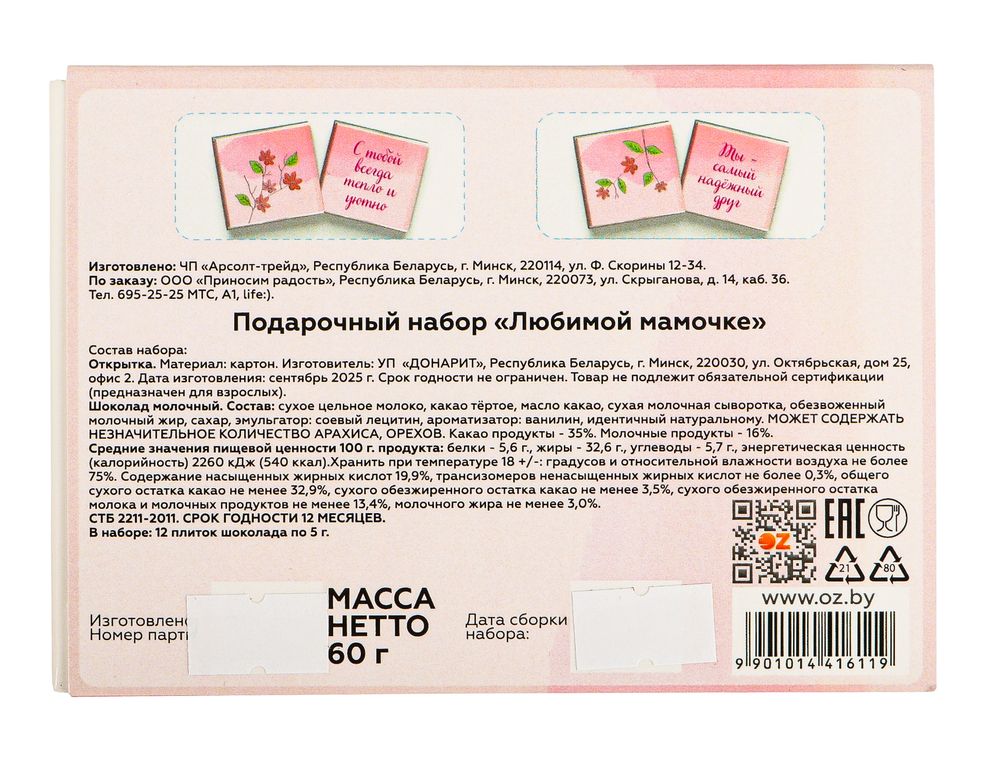 С тобой
всегда
тепло и
уютно
Ты -
самый
надёжный
друг
Изготовлено: ЧП «Арсолт-трейд», Республика Беларусь, г. Минск, 220114, ул. Ф. Скорины 12-34.
По заказу: ООО «Приносим радость», Республика Беларусь, г. Минск, 220073, ул. Скрыганова, д. 14, каб. 36.
Тел. 695-25-25 МТС, А1, life:).
Подарочный набор «Любимой мамочке»
Состав набора:
Открытка. Материал: картон. Изготовитель: УП «ДОНАРИТ», Республика Беларусь, г. Минск, 220030, ул. Октябрьская, дом 25,
офис 2. Дата изготовления: сентябрь 2025 г. Срок годности не ограничен. Товар не подлежит обязательной сертификации
(предназначен для взрослых).
Шоколад молочный. Состав: сухое цельное молоко, какао тёртое, масло какао, сухая молочная сыворотка, обезвоженный
молочный жир, сахар, эмульгатор: соевый лецитин, ароматизатор: ванилин, идентичный натуральному. МОЖЕТ СОДЕРЖАТЬ
НЕЗНАЧИТЕЛЬНОЕ КОЛИЧЕСТВО АРАХИСА, ОРЕХОВ. Какао продукты - 35%. Молочные продукты - 16%.
Средние значения пищевой ценности 100 г. продукта: белки - 5,6 г., жиры - 32,6 г., углеводы - 5,7 г., энергетическая ценность
(калорийность) 2260 кДж (540 ккал).Хранить при температуре 18 +/-: градусов и относительной влажности воздуха не более
75%. Содержание насыщенных жирных кислот 19,9%, трансизомеров ненасыщенных жирных кислот не более 0,3%, общего
сухого остатка какао не менее 32,9%, сухого обезжиренного остатка какао не менее 3,5%, сухого обезжиренного остатка
молока и молочных продуктов не менее 13,4%, молочного жира не менее 3,0%.
СТБ 2211-2011. СРОК ГОДНОСТИ 12 МЕСЯЦЕВ.
В наборе: 12 плиток шоколада по 5 г.
EAC
OZ
21
80
www.oz.by
Изготовлено
Номер парти
МАССА
НЕТТО
60 г
Дата сборки
набора:
9 901014 416119